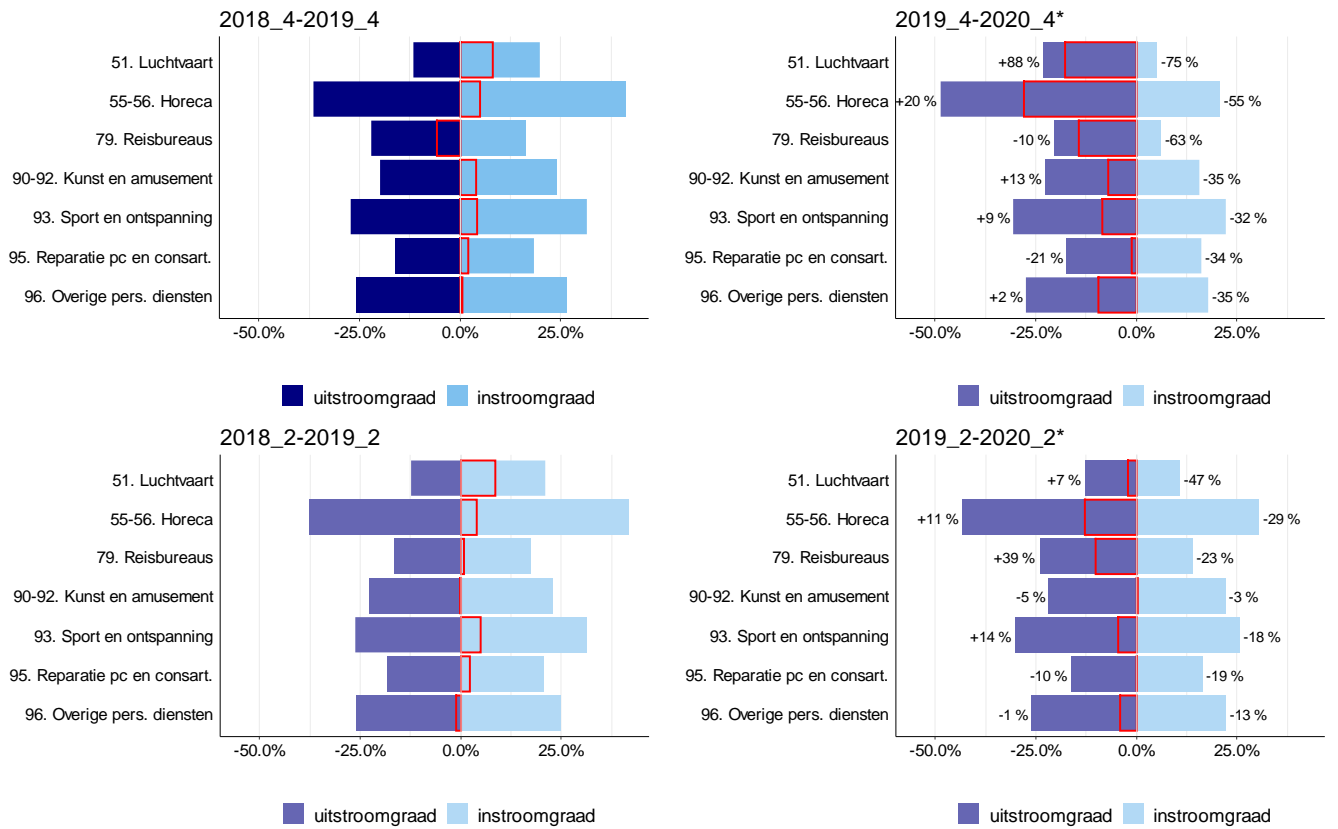 2018_4-2019_4
51. Luchtvaart
55-56. Horeca
79. Reisbureaus
90-92. Kunst en amusement
93. Sport en ontspanning
95. Reparatie pc en consart.
96. Overige pers. diensten
-50.0% -25.0% 0.0% 25.0%
uitstroomgraad instroomgraad
2019_4-2020_4*
51. Luchtvaart +88 % -75 %
55-56. Horeca +20 % -55 %
79. Reisbureaus -10 % -63 %
90-92. Kunst en amusement +13 % -35 %
93. Sport en ontspanning +9 % -32 %
95. Reparatie pc en consart. -21 % -34 %
96. Overige pers. diensten +2 % -35 %
-50.0% -25.0% 0.0% 25.0%
uitstroomgraad instroomgraad
2018_2-2019_2
51. Luchtvaart
55-56. Horeca
79. Reisbureaus
90-92. Kunst en amusement
93. Sport en ontspanning
95. Reparatie pc en consart.
96. Overige pers. diensten
-50.0% -25.0% 0.0% 25.0%
uitstroomgraad instroomgraad
2019_2-2020_2*
51. Luchtvaart +7 % -47 %
55-56. Horeca +11 % -29 %
79. Reisbureaus +39 % -23 %
90-92. Kunst en amusement -5 % -3 %
93. Sport en ontspanning +14 % -18 %
95. Reparatie pc en consart. -10 % -19 %
96. Overige pers. diensten -1 % -13 %
-50.0% -25.0% 0.0% 25.0%
uitstroomgraad instroomgraad